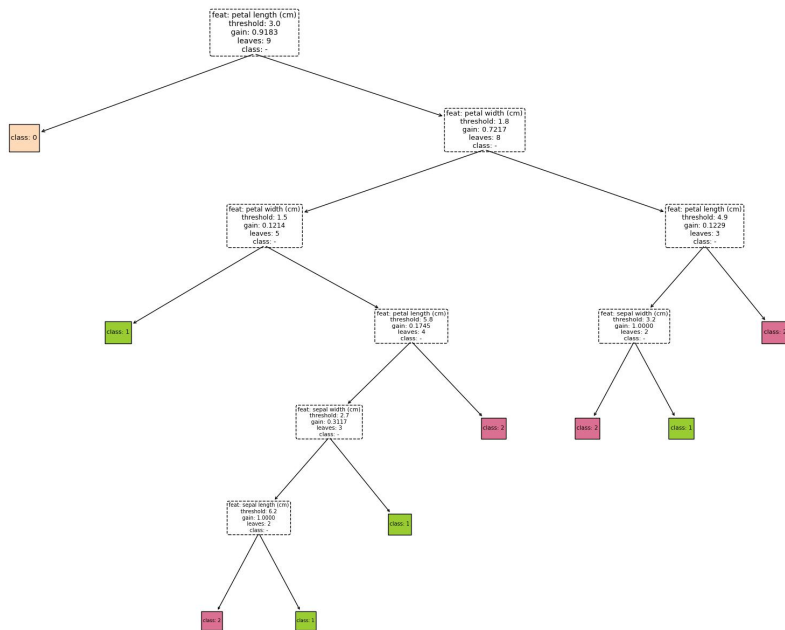 feat: petal length (cm)
threshold: 3.0
gain: 0.9183
leaves: 9
class: -
class: 0
feat: petal width (cm)
threshold: 1.8
gain: 0.7217
leaves: 8
class: -
feat: petal width (cm)
threshold: 1.5
gain: 0.1214
leaves: 5
class: -
feat: petal length (cm)
threshold: 4.9
gain: 0.1229
leaves: 3
class: -
class: 1
feat: petal length (cm)
threshold: 5.8
gain: 0.1745
leaves: 4
class: -
feat: sepal width (cm)
threshold: 3.2
gain: 1.0000
leaves: 2
class: -
class: 2
feat: sepal width (cm)
threshold: 2.7
gain: 0.3117
leaves: 3
class: -
class: 2
class: 2
class: 1
feat: sepal length (cm)
threshold: 6.2
gain: 1.0000
leaves: 2
class: -
class: 1
class: 2
class: 1